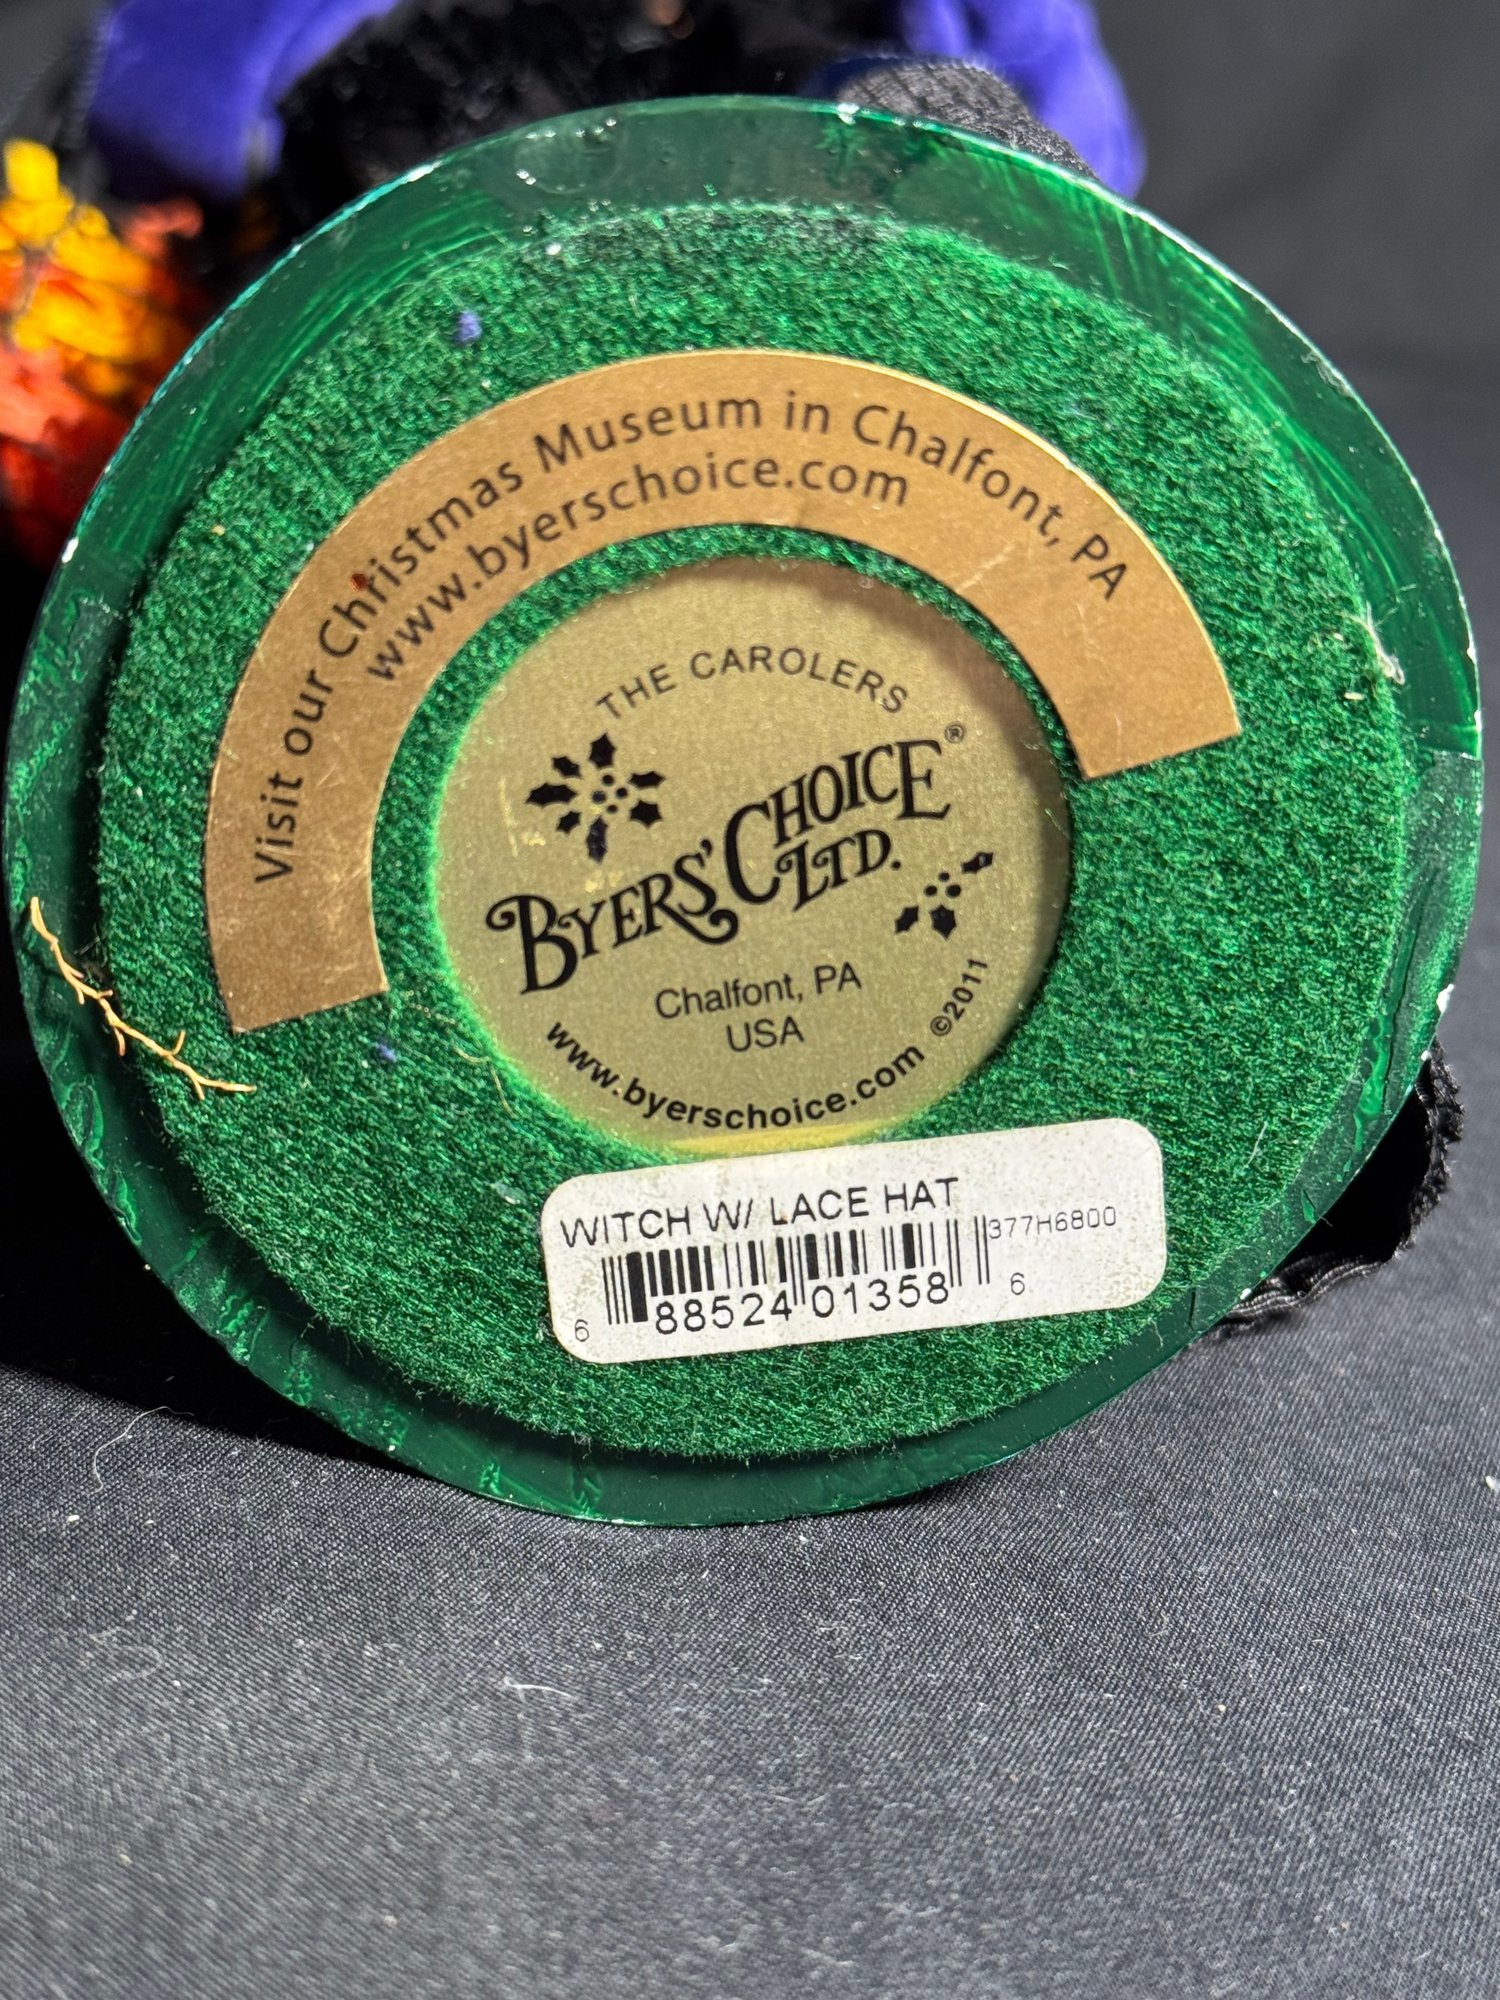 Visit our Christmas Museum in Chalfont, PA
www.byerschoice.com
THE CAROLERS
BYERS' CHOICE®
LTD.
Chalfont, PA
USA
www.byerschoice.com
©2011
WITCH W/ LACE HAT
377H6800
6 88524 01358 6